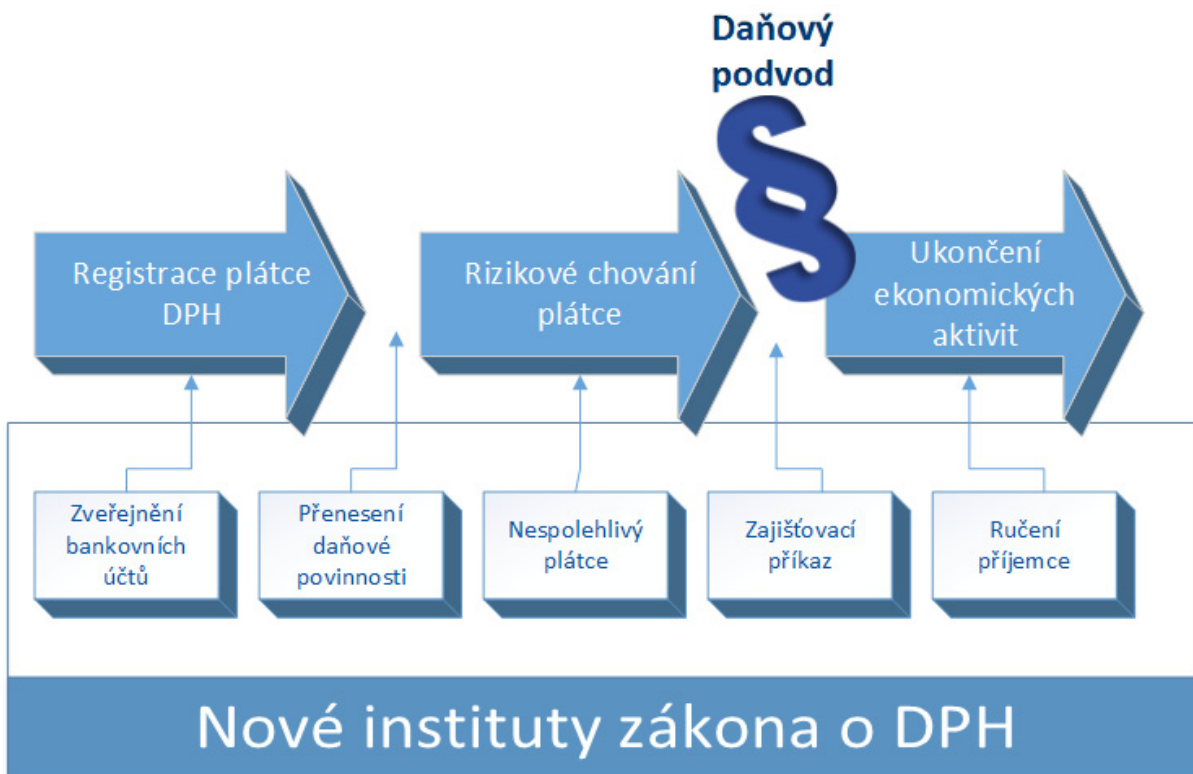 Daňový
podvod
§
Registrace plátce
DPH
Rizikové chování
plátce
Ukončení
ekonomických
aktivit
Zveřejnění
bankovních
účtů
Přenesení
daňové
povinnosti
Nespolehlivý
plátce
Zajišťovací
příkaz
Ručení
příjemce
Nové instituty zákona o DPH